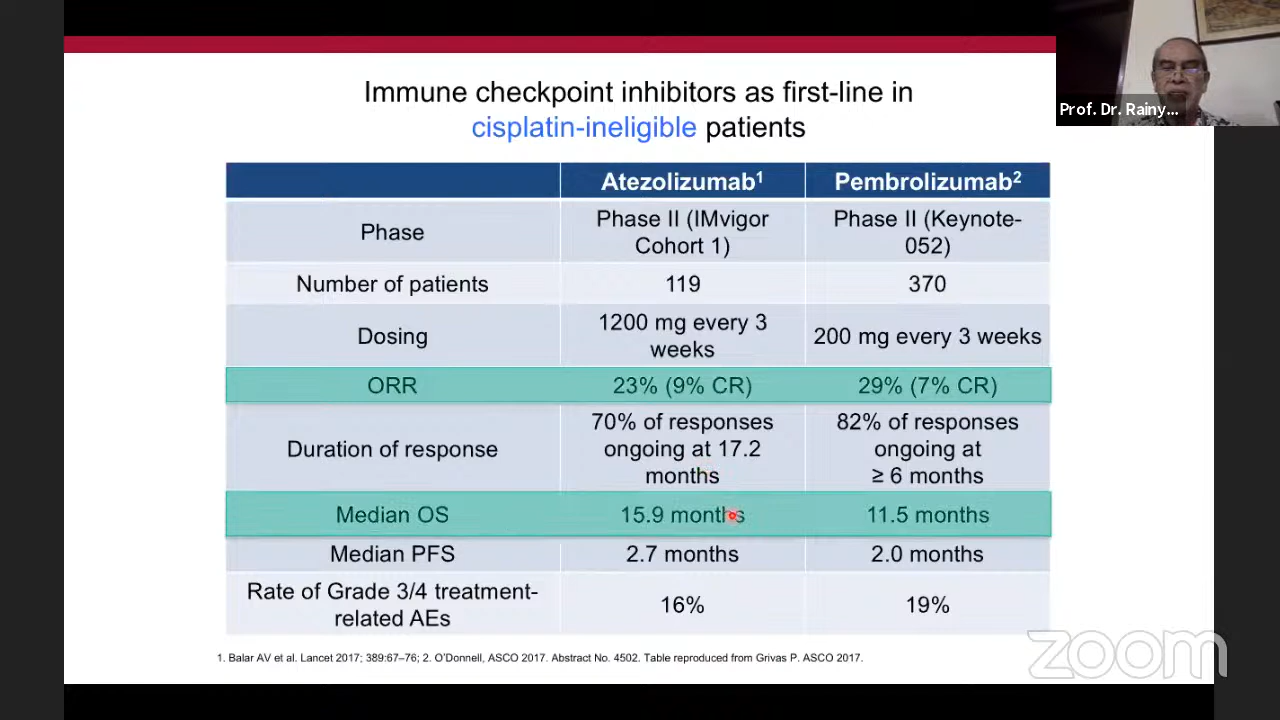 Immune checkpoint inhibitors as first-line in
cisplatin-ineligible patients
Prof. Dr. Rainy...
Atezolizumab1 Pembrolizumab2
Phase Phase II (IMvigor Cohort 1) Phase II (Keynote-052)
Number of patients 119 370
Dosing 1200 mg every 3 weeks 200 mg every 3 weeks
ORR 23% (9% CR) 29% (7% CR)
Duration of response 70% of responses ongoing at 17.2 months 82% of responses ongoing at ≥ 6 months
Median OS 15.9 months 11.5 months
Median PFS 2.7 months 2.0 months
Rate of Grade 3/4 treatment-related AEs 16% 19%
1. Balar AV et al. Lancet 2017; 389:67–76; 2. O'Donnell, ASCO 2017. Abstract No. 4502. Table reproduced from Grivas P. ASCO 2017.
zoom